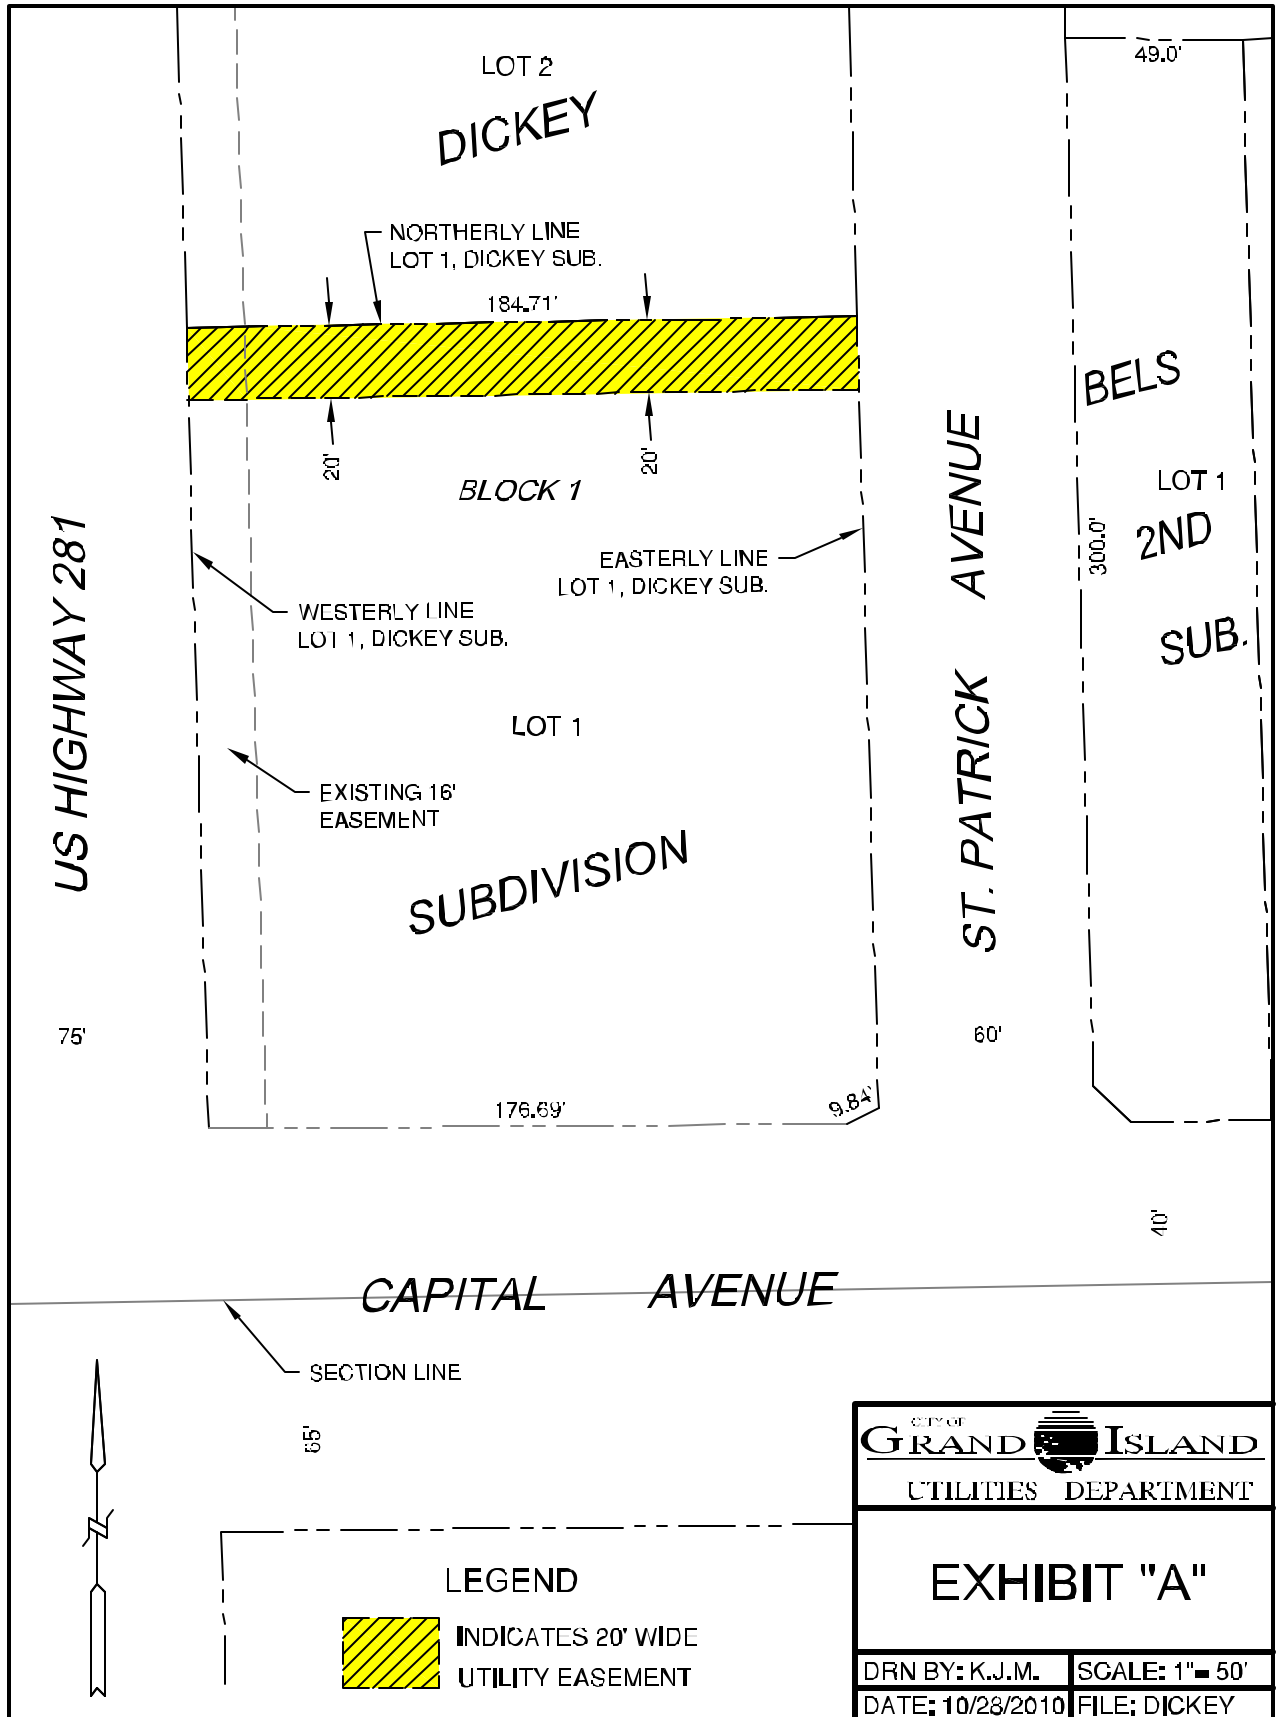 LOT 2
49.0'
DICKEY
NORTHERLY LINE
LOT 1, DICKEY SUB.
184.71'
BELS
20'
20'
BLOCK 1
LOT 1
2ND
300.0'
SUB.
EASTERLY LINE
LOT 1, DICKEY SUB.
WESTERLY LINE
LOT 1, DICKEY SUB.
US HIGHWAY 281
ST. PATRICK AVENUE
LOT 1
EXISTING 16'
EASEMENT
SUBDIVISION
75'
60'
176.69'
9.84'
40'
CAPITAL AVENUE
SECTION LINE
65'
CITY OF
GRAND ISLAND
UTILITIES DEPARTMENT
EXHIBIT "A"
LEGEND
INDICATES 20' WIDE
UTILITY EASEMENT
DRN BY: K.J.M.
SCALE: 1"= 50'
DATE: 10/28/2010
FILE: DICKEY